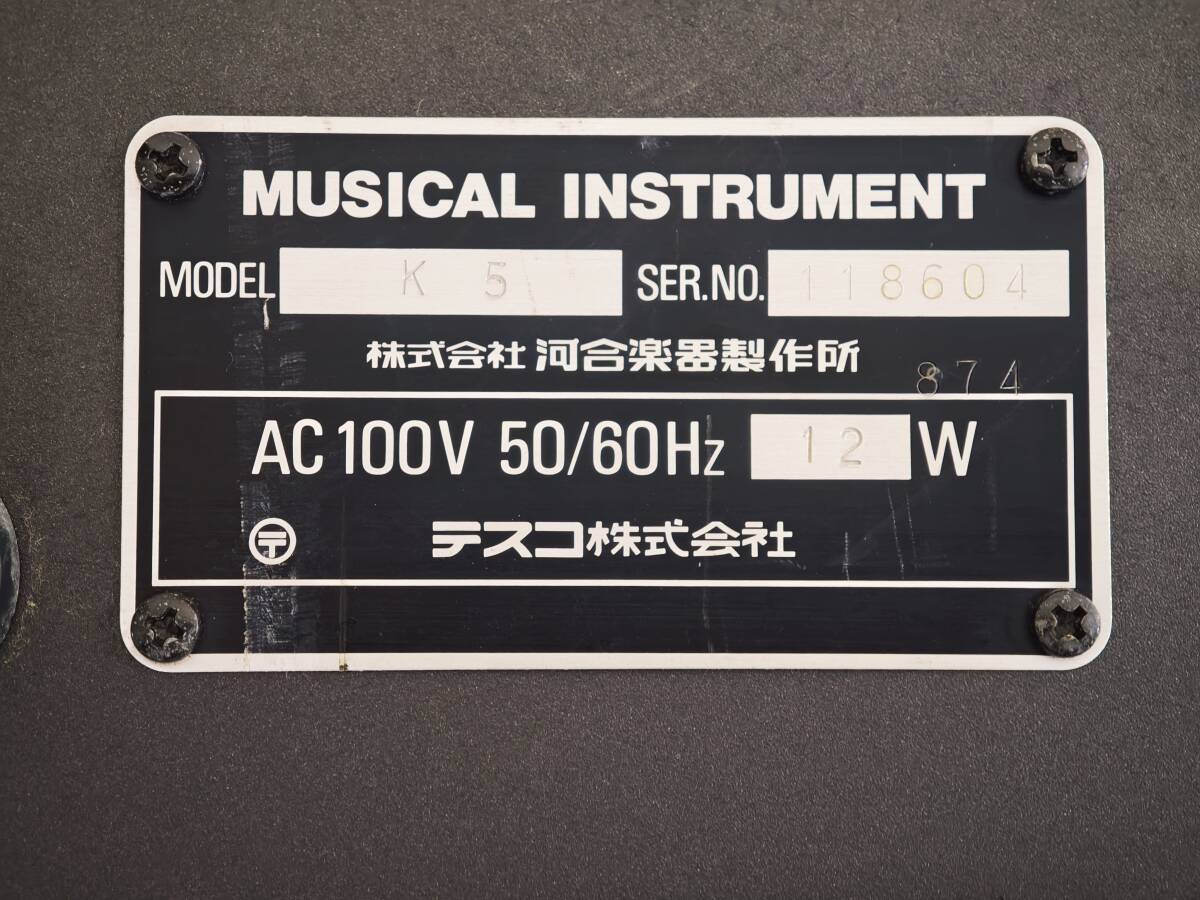 MUSICAL INSTRUMENT
MODEL K 5 SER.NO. 118604
株式会社 河合楽器製作所
874
AC 100V 50/60Hz 12 W
〶 テスコ株式会社